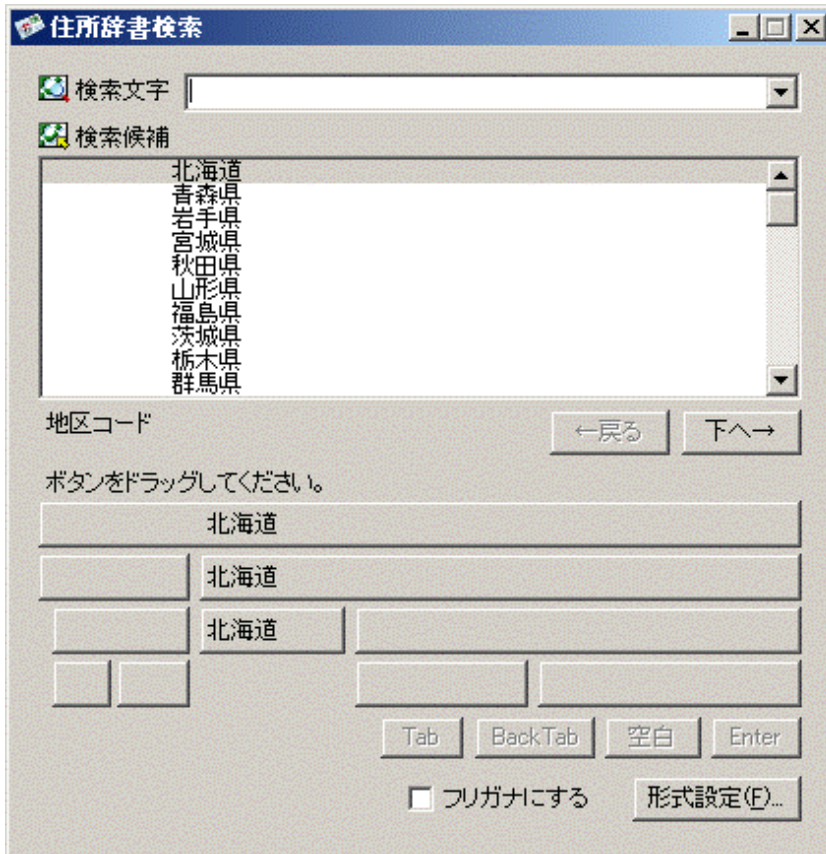 住所辞書検索
検索文字
検索候補
北海道
青森県
岩手県
宮城県
秋田県
山形県
福島県
茨城県
栃木県
群馬県
地区コード ←戻る 下へ→
ボタンをドラッグしてください。
北海道
北海道
北海道
Tab BackTab 空白 Enter
フリガナにする 形式設定(F)...